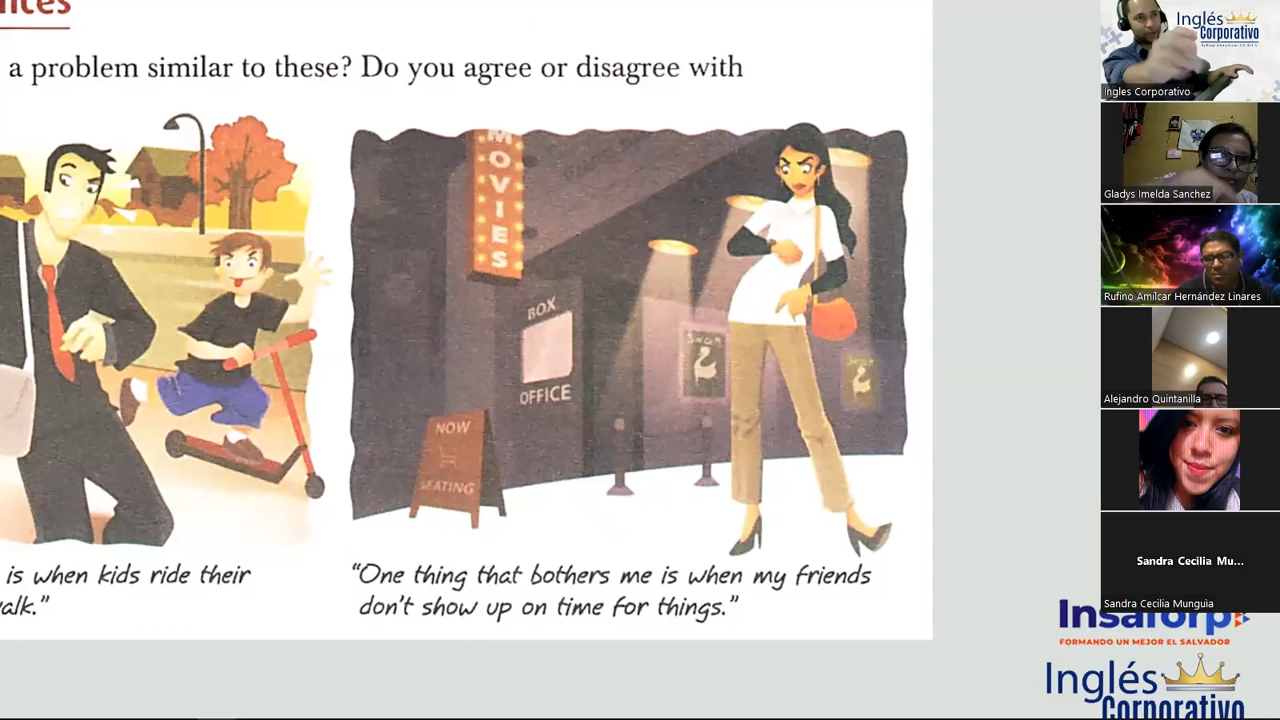 a problem similar to these? Do you agree or disagree with
MOVIES
BOX
OFFICE
NOW
SEATING
is when kids ride their
"One thing that bothers me is when my friends
don't show up on time for things."
Inglés
Corporativo
Ingles Corporativo
Gladys Imelda Sanchez
Rufino Amílcar Hernández Linares
Alejandro Quintanilla
Sandra Cecilia Mu...
Sandra Cecilia Munguia
Insaforp
FORMANDO UN MEJOR EL SALVADOR
Inglés
Corporativo